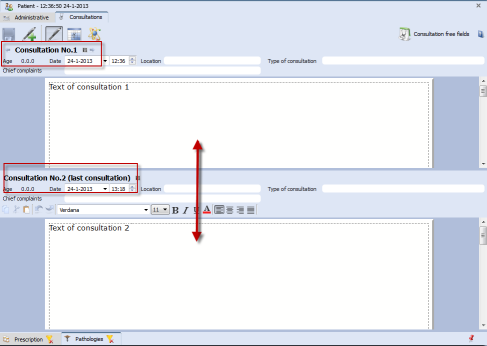 Patient - 12:36:50 24-1-2013
Administrative Consultations
Consultation free fields
Consultation No.1
Age 0.0.0 Date 24-1-2013 12:36 Location Type of consultation
Chief complaints
Text of consultation 1
Consultation No.2 (last consultation)
Age 0.0.0 Date 24-1-2013 13:18 Location Type of consultation
Chief complaints
Verdana 11 B I U A
Text of consultation 2
Prescription Pathologies